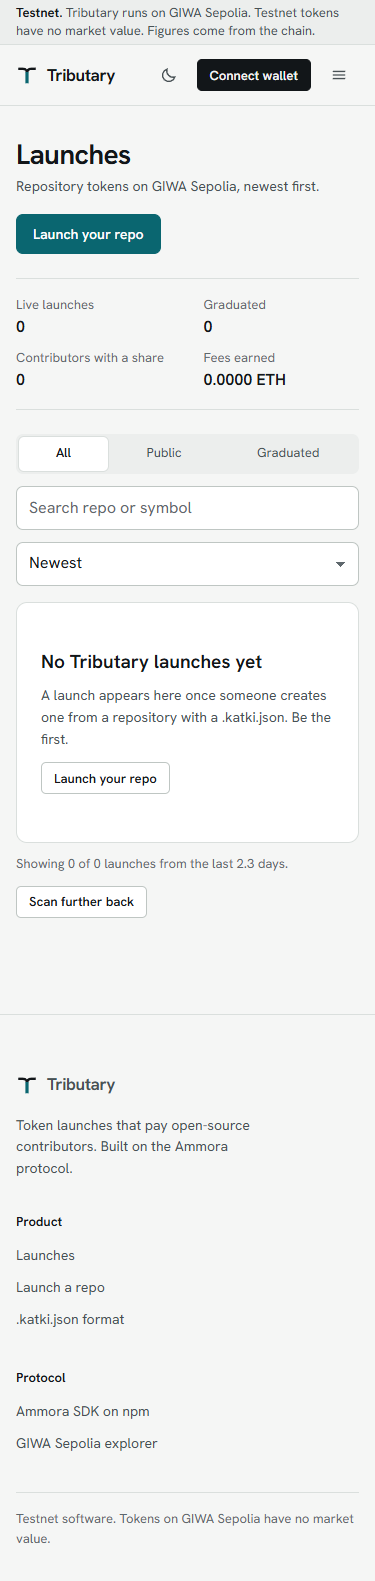 Testnet. Tributary runs on GIWA Sepolia. Testnet tokens
have no market value. Figures come from the chain.
Tributary
Connect wallet
Launches
Repository tokens on GIWA Sepolia, newest first.
Launch your repo
Live launches
0
Graduated
0
Contributors with a share
0
Fees earned
0.0000 ETH
All
Public
Graduated
Search repo or symbol
Newest
No Tributary launches yet
A launch appears here once someone creates
one from a repository with a .katki.json. Be the
first.
Launch your repo
Showing 0 of 0 launches from the last 2.3 days.
Scan further back
Tributary
Token launches that pay open-source
contributors. Built on the Ammora
protocol.
Product
Launches
Launch a repo
.katki.json format
Protocol
Ammora SDK on npm
GIWA Sepolia explorer
Testnet software. Tokens on GIWA Sepolia have no market
value.